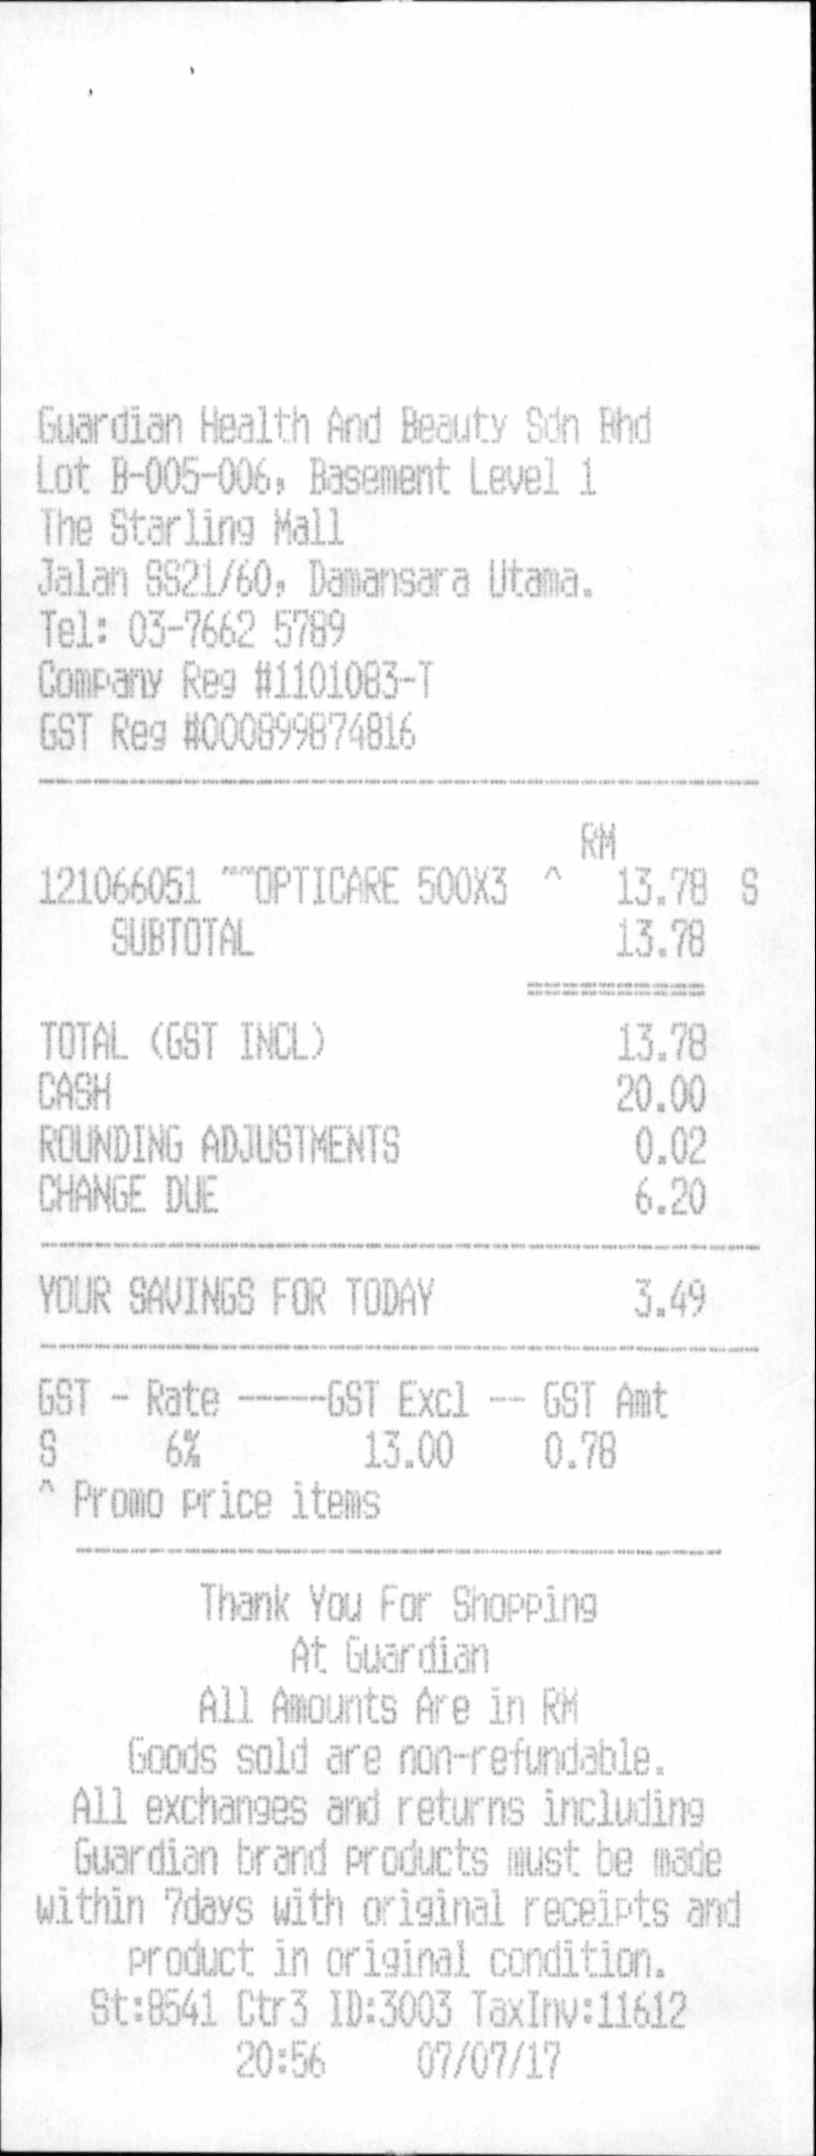 Guardian Health And Beauty Sdn Bhd
Lot B-005-006, Basement Level 1
The Starling Mall
Jalan SS21/60, Damansara Utama.
Tel: 03-7662 5789
Company Reg #1101083-T
GST Reg #000899874816
RM
121066051 ~~OPTICARE 500X3 ^ 13.78 S
SUBTOTAL 13.78
TOTAL (GST INCL) 13.78
CASH 20.00
ROUNDING ADJUSTMENTS 0.02
CHANGE DUE 6.20
YOUR SAVINGS FOR TODAY 3.49
GST - Rate -----GST Excl -- GST Amt
S 6% 13.00 0.78
^ Promo price items
Thank You For Shopping
At Guardian
All Amounts Are in RM
Goods sold are non-refundable.
All exchanges and returns including
Guardian brand products must be made
within 7days with original receipts and
product in original condition.
St:8541 Ctr3 ID:3003 TaxInv:11612
20:56 07/07/17